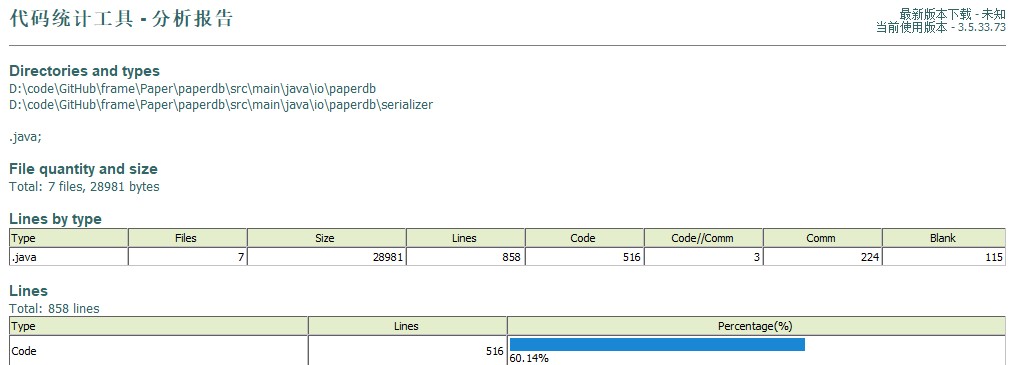 代码统计工具 - 分析报告
最新版本下载 - 未知
当前使用版本 - 3.5.33.73
Directories and types
D:\code\GitHub\frame\Paper\paperdb\src\main\java\io\paperdb
D:\code\GitHub\frame\Paper\paperdb\src\main\java\io\paperdb\serializer
.java;
File quantity and size
Total: 7 files, 28981 bytes
Lines by type
Type Files Size Lines Code Code//Comm Comm Blank
.java 7 28981 858 516 3 224 115
Lines
Total: 858 lines
Type Lines Percentage(%)
Code 516 60.14%